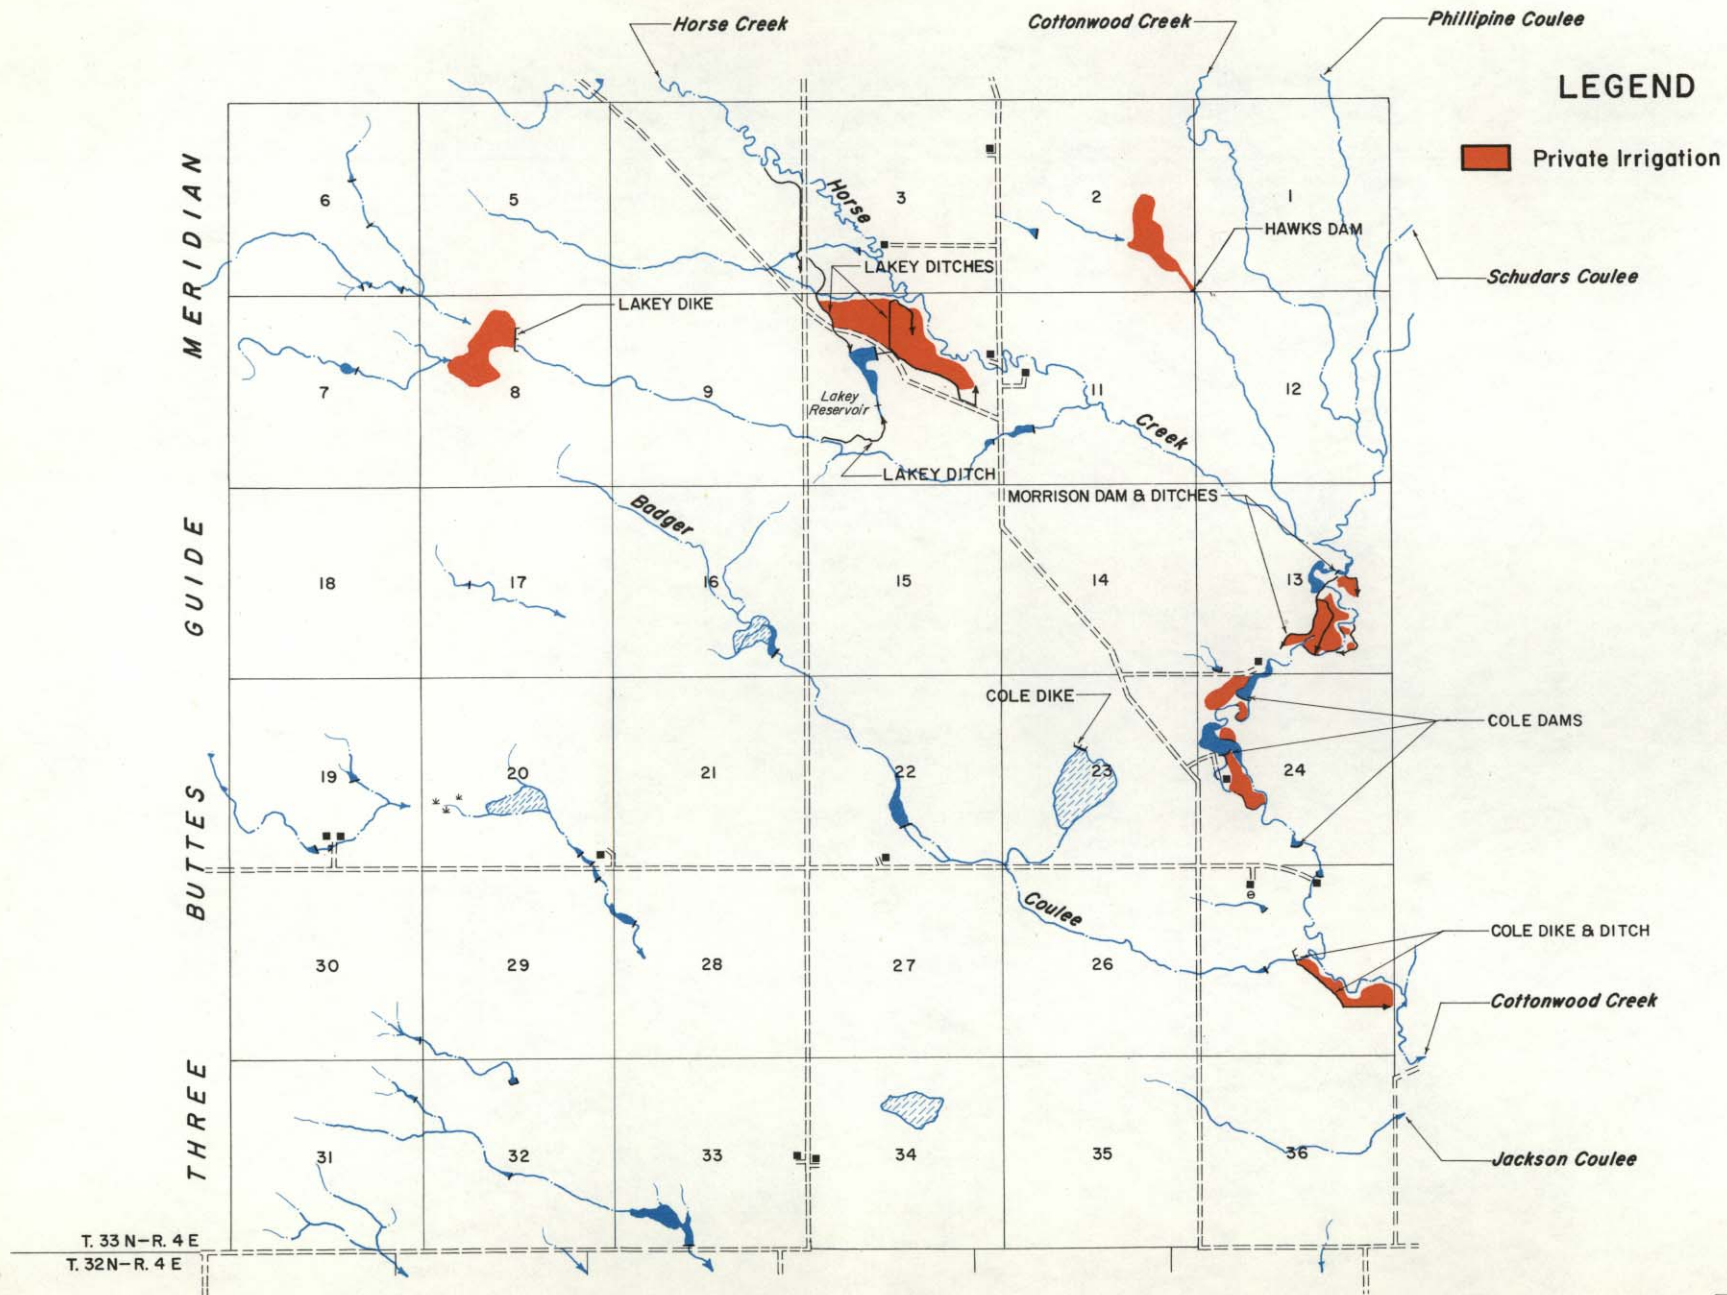 Horse Creek
Cottonwood Creek
Phillipine Coulee
LEGEND
Private Irrigation
MERIDIAN
GUIDE
BUTTES
THREE
6
5
Horse
3
2
1
HAWKS DAM
LAKEY DITCHES
Schudars Coulee
LAKEY DIKE
7
8
9
Lakey
Reservoir
11
12
Creek
LAKEY DITCH
MORRISON DAM & DITCHES
Badger
18
17
16
15
14
13
COLE DIKE
COLE DAMS
19
20
21
22
23
24
Coulee
COLE DIKE & DITCH
30
29
28
27
26
Cottonwood Creek
31
32
33
34
35
36
Jackson Coulee
T. 33 N-R. 4 E
T. 32N-R. 4 E